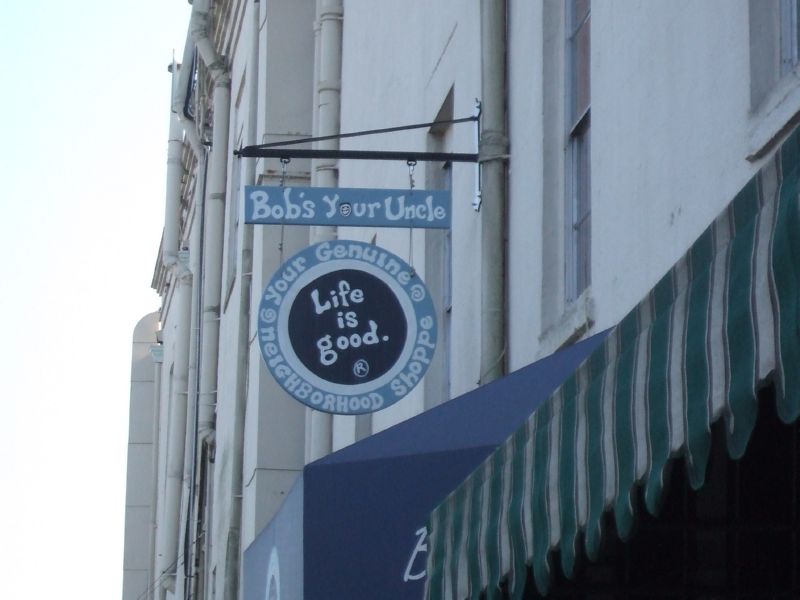 Bob's Your Uncle
Your Genuine
Life
is
good.
®
Neighborhood Shoppe